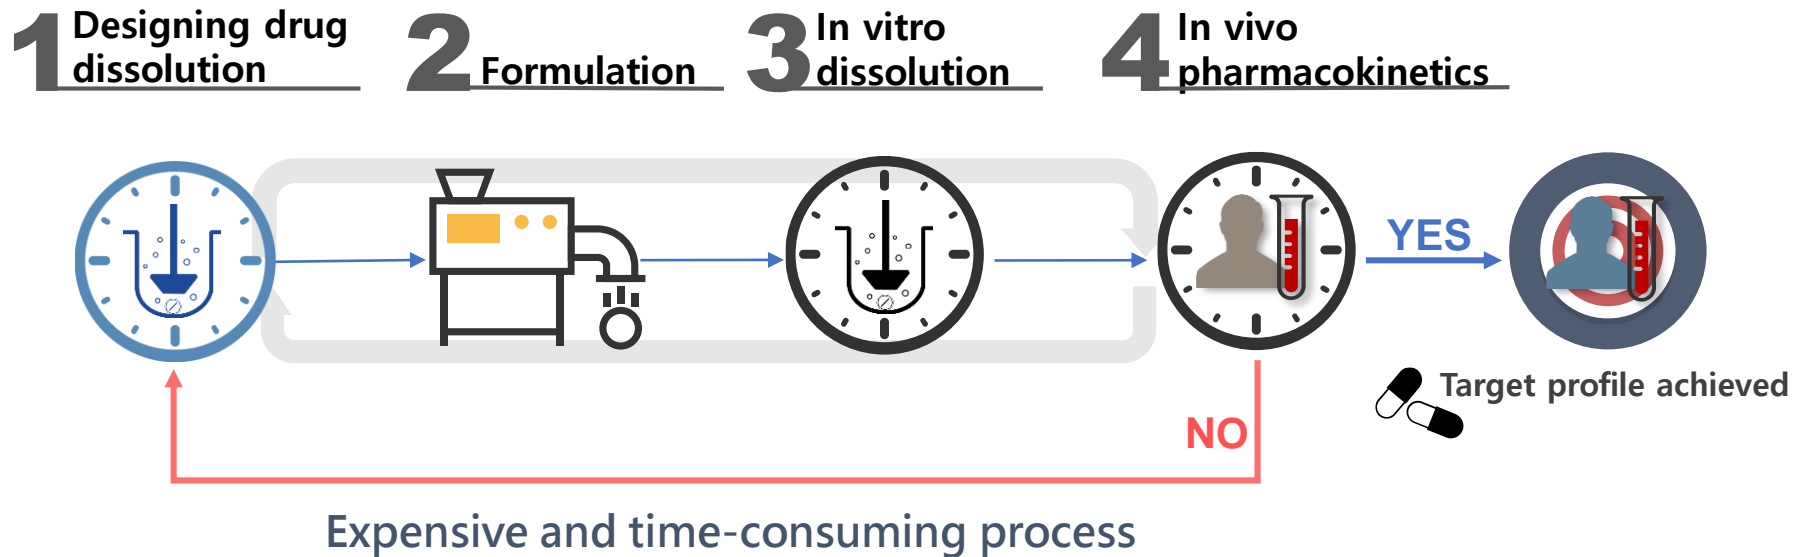 1 Designing drug
dissolution
2 Formulation
3 In vitro
dissolution
4 In vivo
pharmacokinetics
YES
Target profile achieved
NO
Expensive and time-consuming process